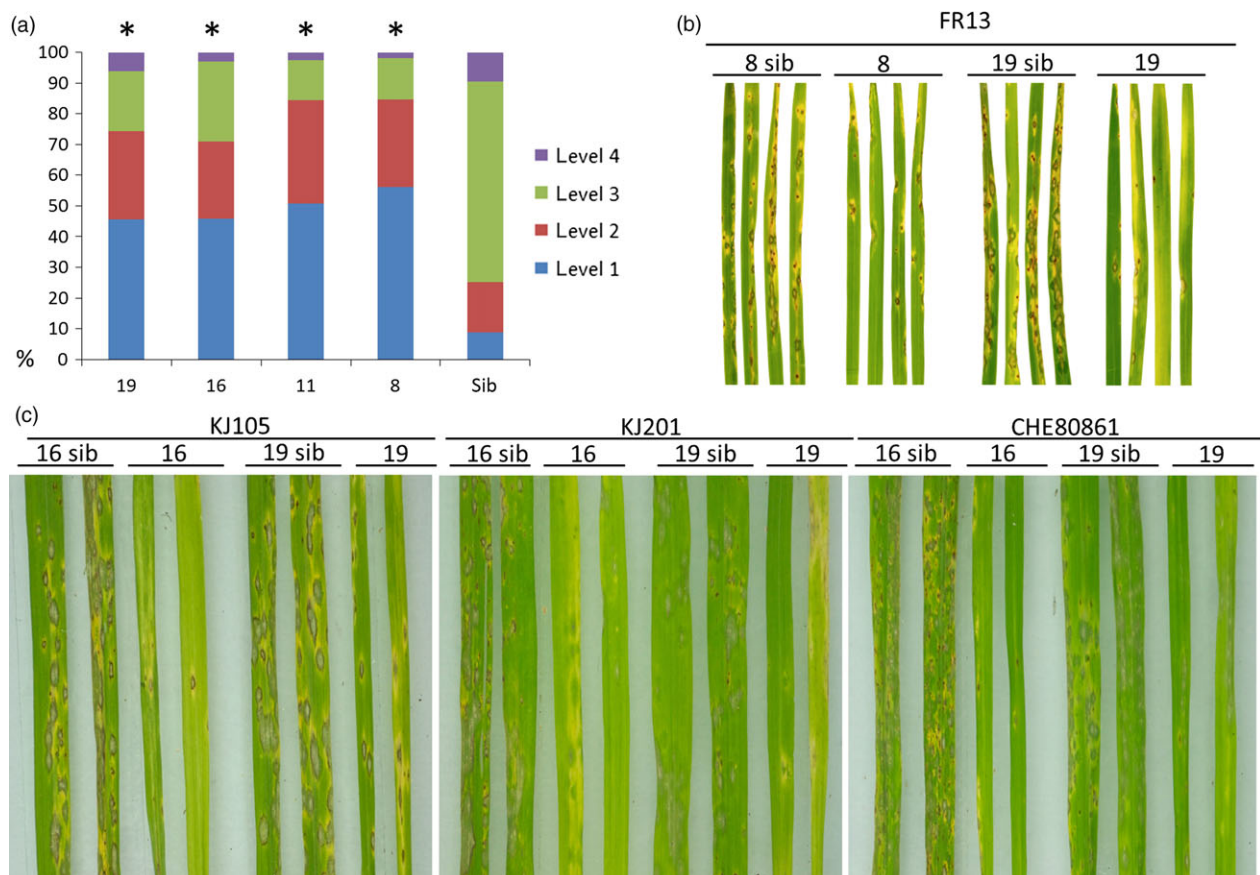 (a)
* * * *
100
90
80
70
60
50
40
30
20
10
0
%
19 16 11 8 Sib
Level 4
Level 3
Level 2
Level 1
(b)
FR13
8 sib 8 19 sib 19
(c)
KJ105 KJ201 CHE80861
16 sib 16 19 sib 19 16 sib 16 19 sib 19 16 sib 16 19 sib 19